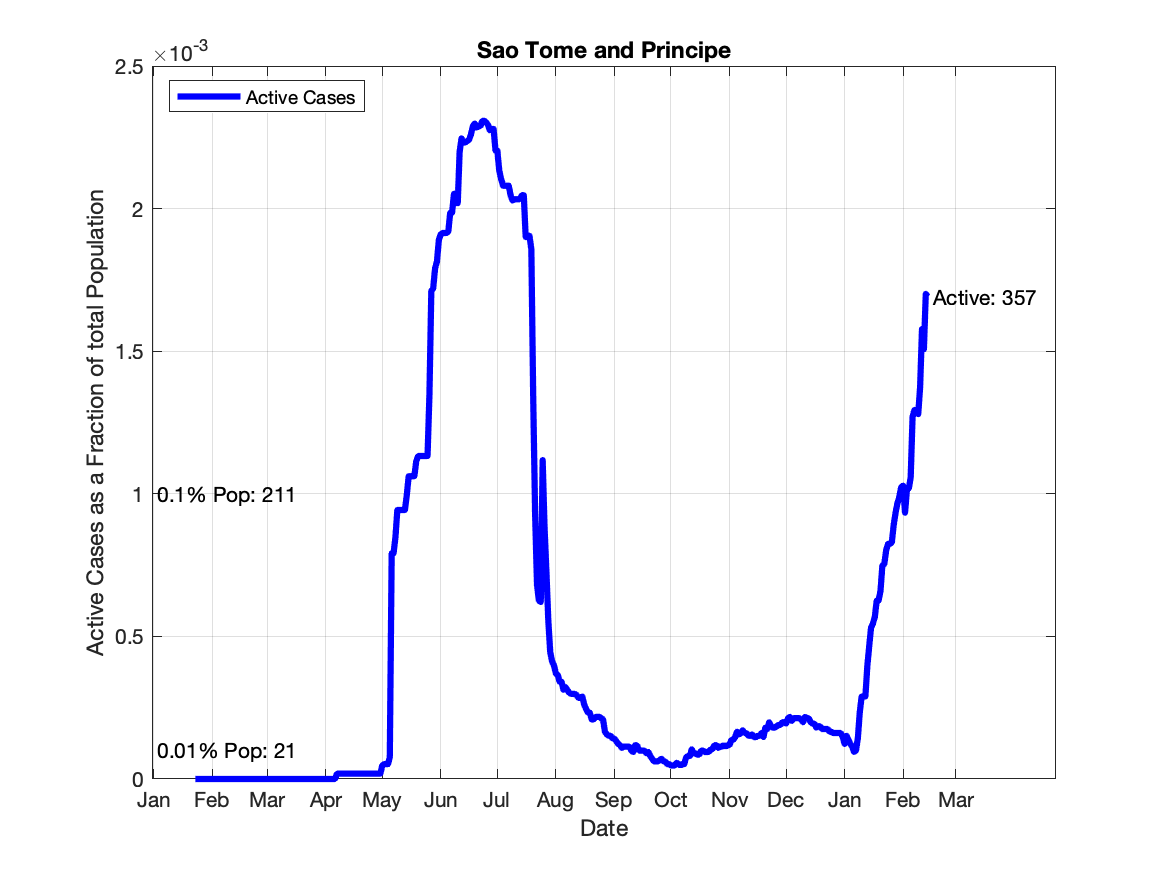 Sao Tome and Principe
×10⁻³
Active Cases
2.5
2
1.5
1
0.5
0
Active Cases as a Fraction of total Population
0.1% Pop: 211
0.01% Pop: 21
Active: 357
Jan Feb Mar Apr May Jun Jul Aug Sep Oct Nov Dec Jan Feb Mar
Date